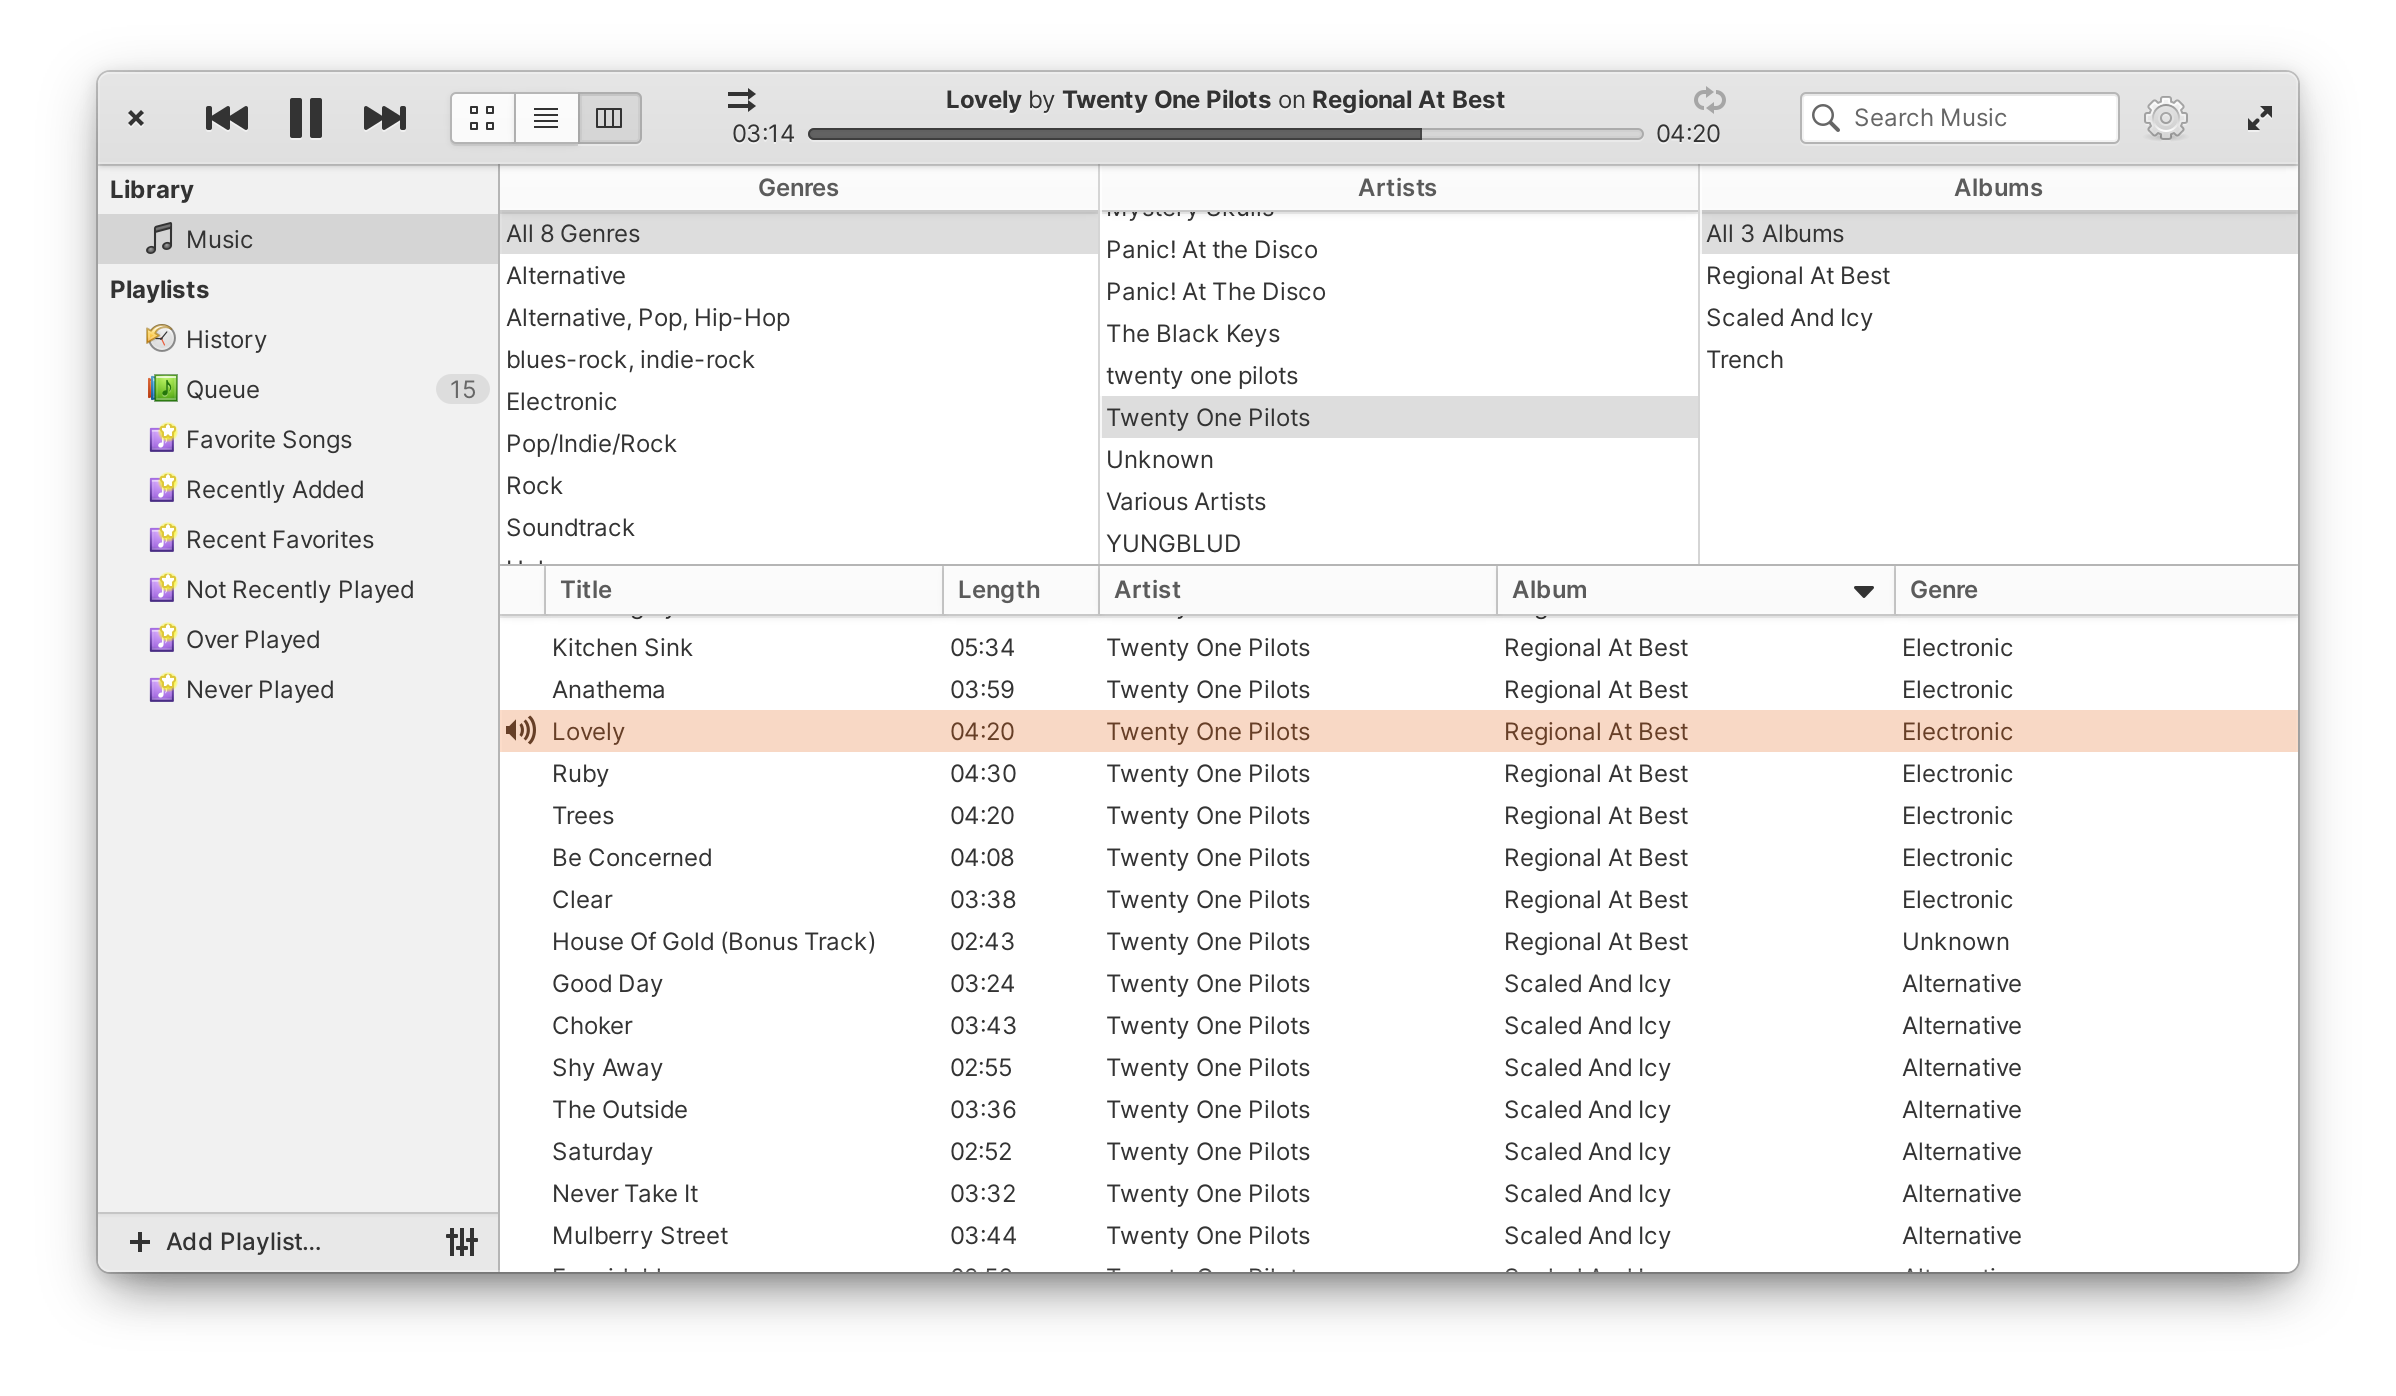 Lovely by Twenty One Pilots on Regional At Best
03:14 04:20
Search Music
Library
Music
Playlists
History
Queue 15
Favorite Songs
Recently Added
Recent Favorites
Not Recently Played
Over Played
Never Played
Add Playlist...
Genres
All 8 Genres
Alternative
Alternative, Pop, Hip-Hop
blues-rock, indie-rock
Electronic
Pop/Indie/Rock
Rock
Soundtrack
Artists
Mystery Skulls
Panic! At the Disco
Panic! At The Disco
The Black Keys
twenty one pilots
Twenty One Pilots
Unknown
Various Artists
YUNGBLUD
Albums
All 3 Albums
Regional At Best
Scaled And Icy
Trench
Title Length Artist Album Genre
Kitchen Sink 05:34 Twenty One Pilots Regional At Best Electronic
Anathema 03:59 Twenty One Pilots Regional At Best Electronic
Lovely 04:20 Twenty One Pilots Regional At Best Electronic
Ruby 04:30 Twenty One Pilots Regional At Best Electronic
Trees 04:20 Twenty One Pilots Regional At Best Electronic
Be Concerned 04:08 Twenty One Pilots Regional At Best Electronic
Clear 03:38 Twenty One Pilots Regional At Best Electronic
House Of Gold (Bonus Track) 02:43 Twenty One Pilots Regional At Best Unknown
Good Day 03:24 Twenty One Pilots Scaled And Icy Alternative
Choker 03:43 Twenty One Pilots Scaled And Icy Alternative
Shy Away 02:55 Twenty One Pilots Scaled And Icy Alternative
The Outside 03:36 Twenty One Pilots Scaled And Icy Alternative
Saturday 02:52 Twenty One Pilots Scaled And Icy Alternative
Never Take It 03:32 Twenty One Pilots Scaled And Icy Alternative
Mulberry Street 03:44 Twenty One Pilots Scaled And Icy Alternative